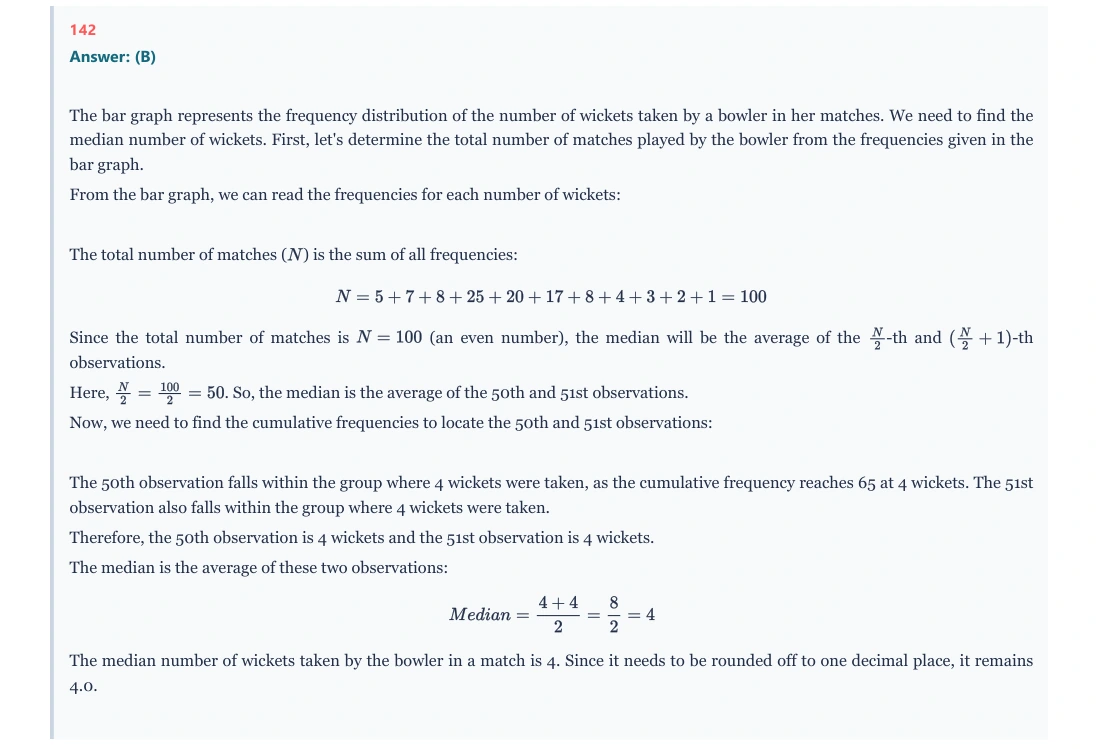 142
Answer: (B)
The bar graph represents the frequency distribution of the number of wickets taken by a bowler in her matches. We need to find the
median number of wickets. First, let's determine the total number of matches played by the bowler from the frequencies given in the
bar graph.
From the bar graph, we can read the frequencies for each number of wickets:
The total number of matches (N) is the sum of all frequencies:
N = 5 + 7 + 8 + 25 + 20 + 17 + 8 + 4 + 3 + 2 + 1 = 100
Since the total number of matches is N = 100 (an even number), the median will be the average of the N/2-th and (N/2 + 1)-th
observations.
Here, N/2 = 100/2 = 50. So, the median is the average of the 50th and 51st observations.
Now, we need to find the cumulative frequencies to locate the 50th and 51st observations:
The 50th observation falls within the group where 4 wickets were taken, as the cumulative frequency reaches 65 at 4 wickets. The 51st
observation also falls within the group where 4 wickets were taken.
Therefore, the 50th observation is 4 wickets and the 51st observation is 4 wickets.
The median is the average of these two observations:
Median = (4 + 4)/2 = 8/2 = 4
The median number of wickets taken by the bowler in a match is 4. Since it needs to be rounded off to one decimal place, it remains
4.0.